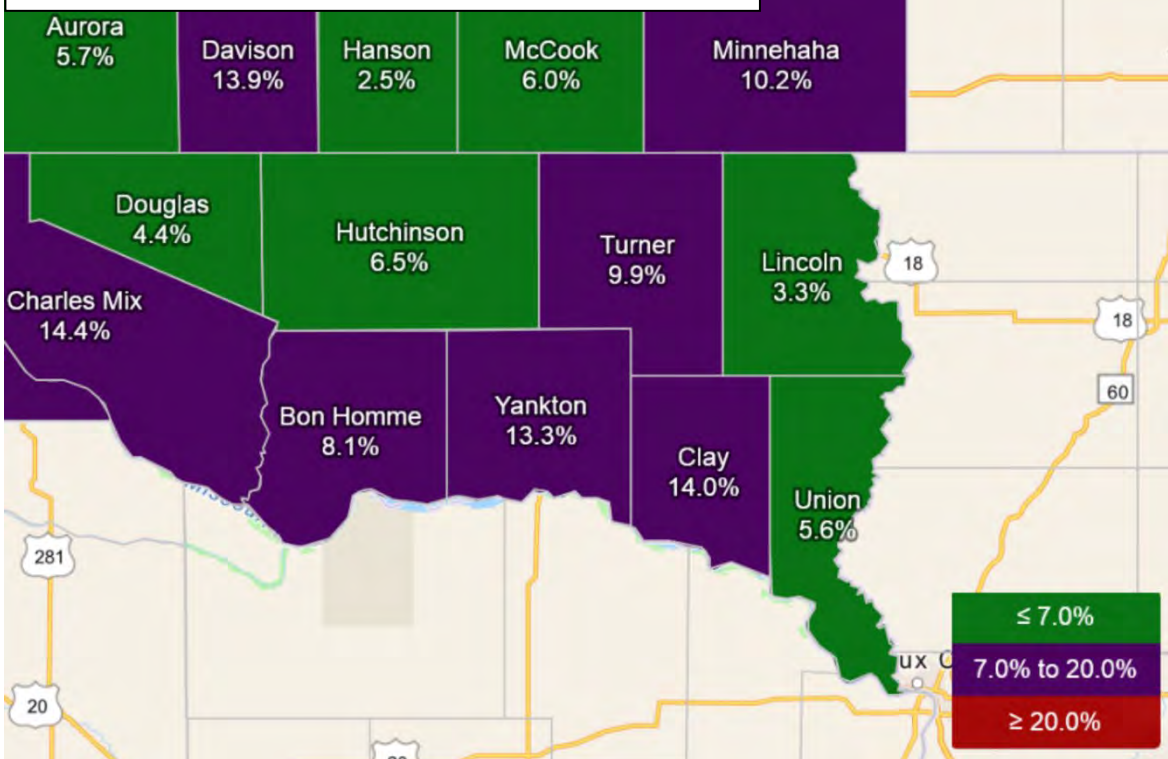 Aurora
5.7%
Davison
13.9%
Hanson
2.5%
McCook
6.0%
Minnehaha
10.2%
Douglas
4.4%
Hutchinson
6.5%
Turner
9.9%
Lincoln
3.3%
18
Charles Mix
14.4%
18
60
Bon Homme
8.1%
Yankton
13.3%
Clay
14.0%
Union
5.6%
281
20
ux C
≤ 7.0%
7.0% to 20.0%
≥ 20.0%